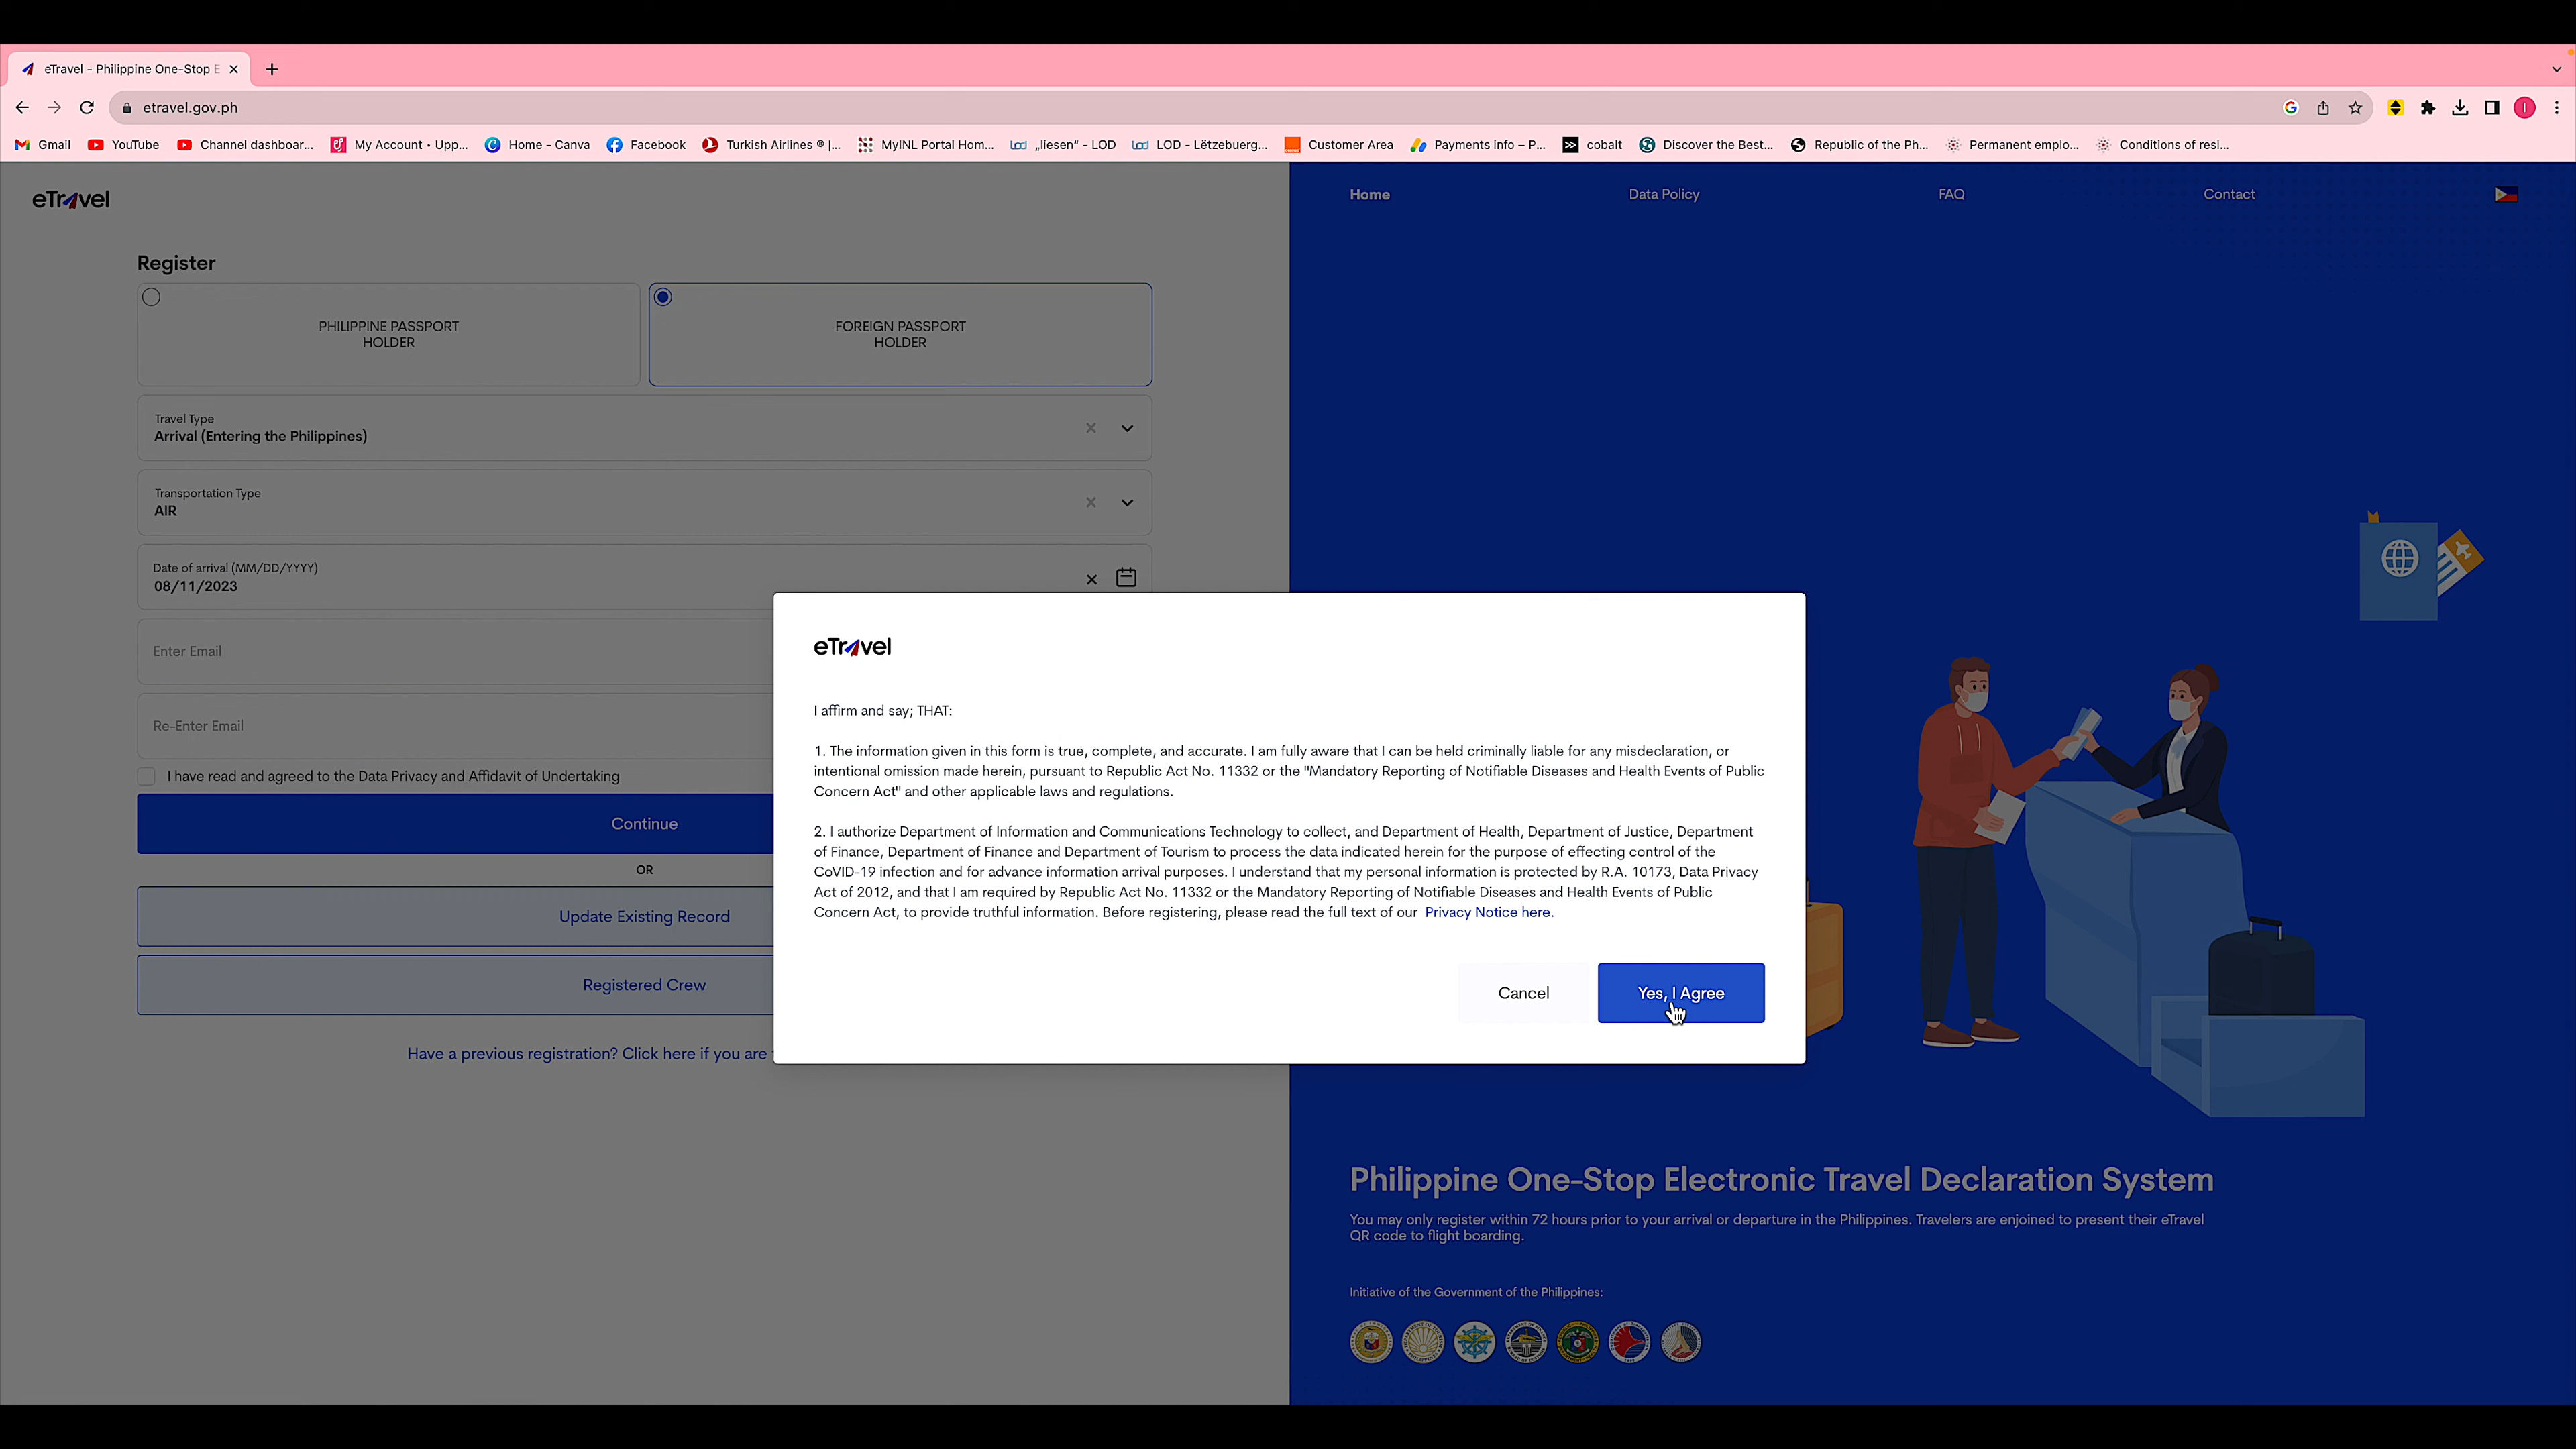 eTravel - Philippine One-Stop E
etravel.gov.ph
Gmail
YouTube
Channel dashboar...
My Account • Upp...
Home - Canva
Facebook
Turkish Airlines ® |...
MyINL Portal Hom...
„liesen“ - LOD
LOD - Lëtzebuerg...
Customer Area
Payments info – P...
cobalt
Discover the Best...
Republic of the Ph...
Permanent emplo...
Conditions of resi...
eTravel
Home
Data Policy
FAQ
Contact
Register
PHILIPPINE PASSPORT
HOLDER
FOREIGN PASSPORT
HOLDER
Travel Type
Arrival (Entering the Philippines)
Transportation Type
AIR
Date of arrival (MM/DD/YYYY)
08/11/2023
Enter Email
Re-Enter Email
I have read and agreed to the Data Privacy and Affidavit of Undertaking
Continue
OR
Update Existing Record
Registered Crew
Have a previous registration? Click here if you are
eTravel
I affirm and say; THAT:
1. The information given in this form is true, complete, and accurate. I am fully aware that I can be held criminally liable for any misdeclaration, or
intentional omission made herein, pursuant to Republic Act No. 11332 or the "Mandatory Reporting of Notifiable Diseases and Health Events of Public
Concern Act" and other applicable laws and regulations.
2. I authorize Department of Information and Communications Technology to collect, and Department of Health, Department of Justice, Department
of Finance, Department of Finance and Department of Tourism to process the data indicated herein for the purpose of effecting control of the
CoVID-19 infection and for advance information arrival purposes. I understand that my personal information is protected by R.A. 10173, Data Privacy
Act of 2012, and that I am required by Republic Act No. 11332 or the Mandatory Reporting of Notifiable Diseases and Health Events of Public
Concern Act, to provide truthful information. Before registering, please read the full text of our Privacy Notice here.
Cancel
Yes, I Agree
Philippine One-Stop Electronic Travel Declaration System
You may only register within 72 hours prior to your arrival or departure in the Philippines. Travelers are enjoined to present their eTravel
QR code to flight boarding.
Initiative of the Government of the Philippines: